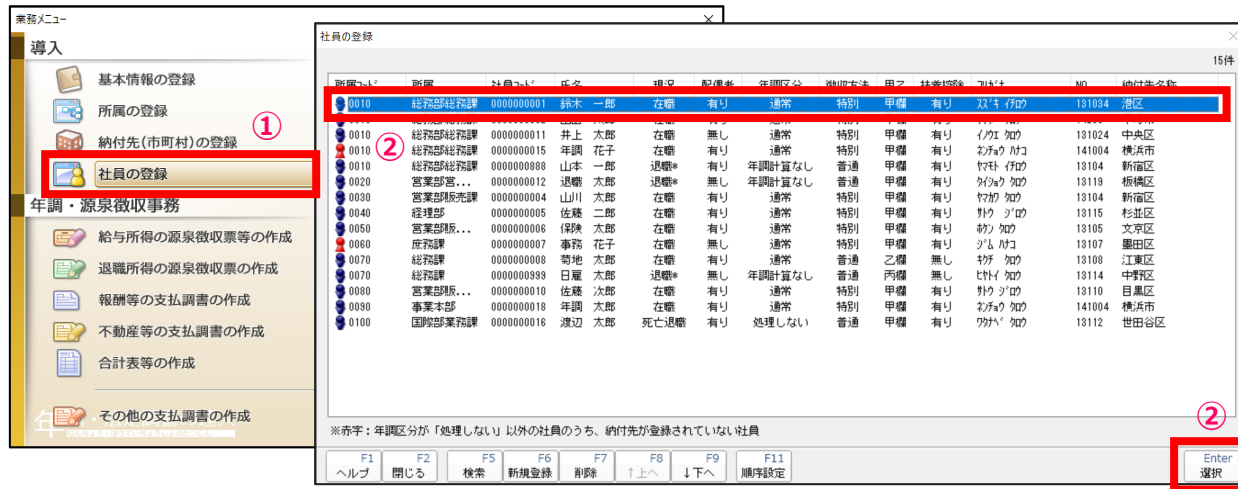 業務メニュー
導入
基本情報の登録
所属の登録
①
納付先(市町村)の登録
社員の登録
年調・源泉徴収事務
給与所得の源泉徴収票等の作成
退職所得の源泉徴収票の作成
報酬等の支払調書の作成
不動産等の支払調書の作成
合計表等の作成
その他の支払調書の作成
社員の登録
15件
所属コード 所属 社員コード 氏名 現況 配偶者 年調区分 徴収方法 甲乙 扶養控除 フリガナ NO 納付先名称
0010 総務部総務課 0000000001 鈴木 一郎 在職 有り 通常 特別 甲欄 有り スズキ イチロウ 131034 港区
②
0010 総務部総務課 0000000011 井上 太郎 在職 無し 通常 特別 甲欄 有り イノウエ タロウ 131024 中央区
0010 総務部総務課 0000000015 年調 花子 在職 有り 通常 特別 甲欄 有り ネンチョウ ハナコ 141004 横浜市
0010 総務部総務課 0000000888 山本 一郎 退職* 有り 年調計算なし 普通 甲欄 有り ヤマモト イチロウ 13104 新宿区
0020 営業部営... 0000000012 退職 太郎 退職* 無し 年調計算なし 普通 甲欄 有り タイショウ タロウ 13119 板橋区
0030 営業部販売課 0000000004 山川 太郎 在職 有り 通常 特別 甲欄 有り ヤマカワ タロウ 13104 新宿区
0040 経理部 0000000005 佐藤 二郎 在職 有り 通常 特別 甲欄 有り サトウ ジロウ 13115 杉並区
0050 営業部販... 0000000006 保険 太郎 在職 有り 通常 特別 甲欄 有り ホケン タロウ 13105 文京区
0060 庶務課 0000000007 事務 花子 在職 無し 通常 特別 甲欄 有り ジム ハナコ 13107 墨田区
0070 総務課 0000000008 菊地 太郎 在職 有り 通常 普通 乙欄 無し キクチ タロウ 13108 江東区
0070 総務課 0000000999 日雇 太郎 退職* 無し 年調計算なし 普通 丙欄 無し ヒヤトイ タロウ 13114 中野区
0080 営業部販... 0000000010 佐藤 次郎 在職 有り 通常 特別 甲欄 有り サトウ ジロウ 13110 目黒区
0090 事業本部 0000000018 年調 太郎 在職 有り 通常 特別 甲欄 有り ネンチョウ タロウ 141004 横浜市
0100 国際部業務課 0000000016 渡辺 太郎 死亡退職 有り 処理しない 普通 甲欄 有り ワタナベ タロウ 13112 世田谷区
※赤字：年調区分が「処理しない」以外の社員のうち、納付先が登録されていない社員
②
F1 F2 F5 F6 F7 F8 F9 F11 Enter
ヘルプ 閉じる 検索 新規登録 削除 ↑上へ ↓下へ 順序設定 選択